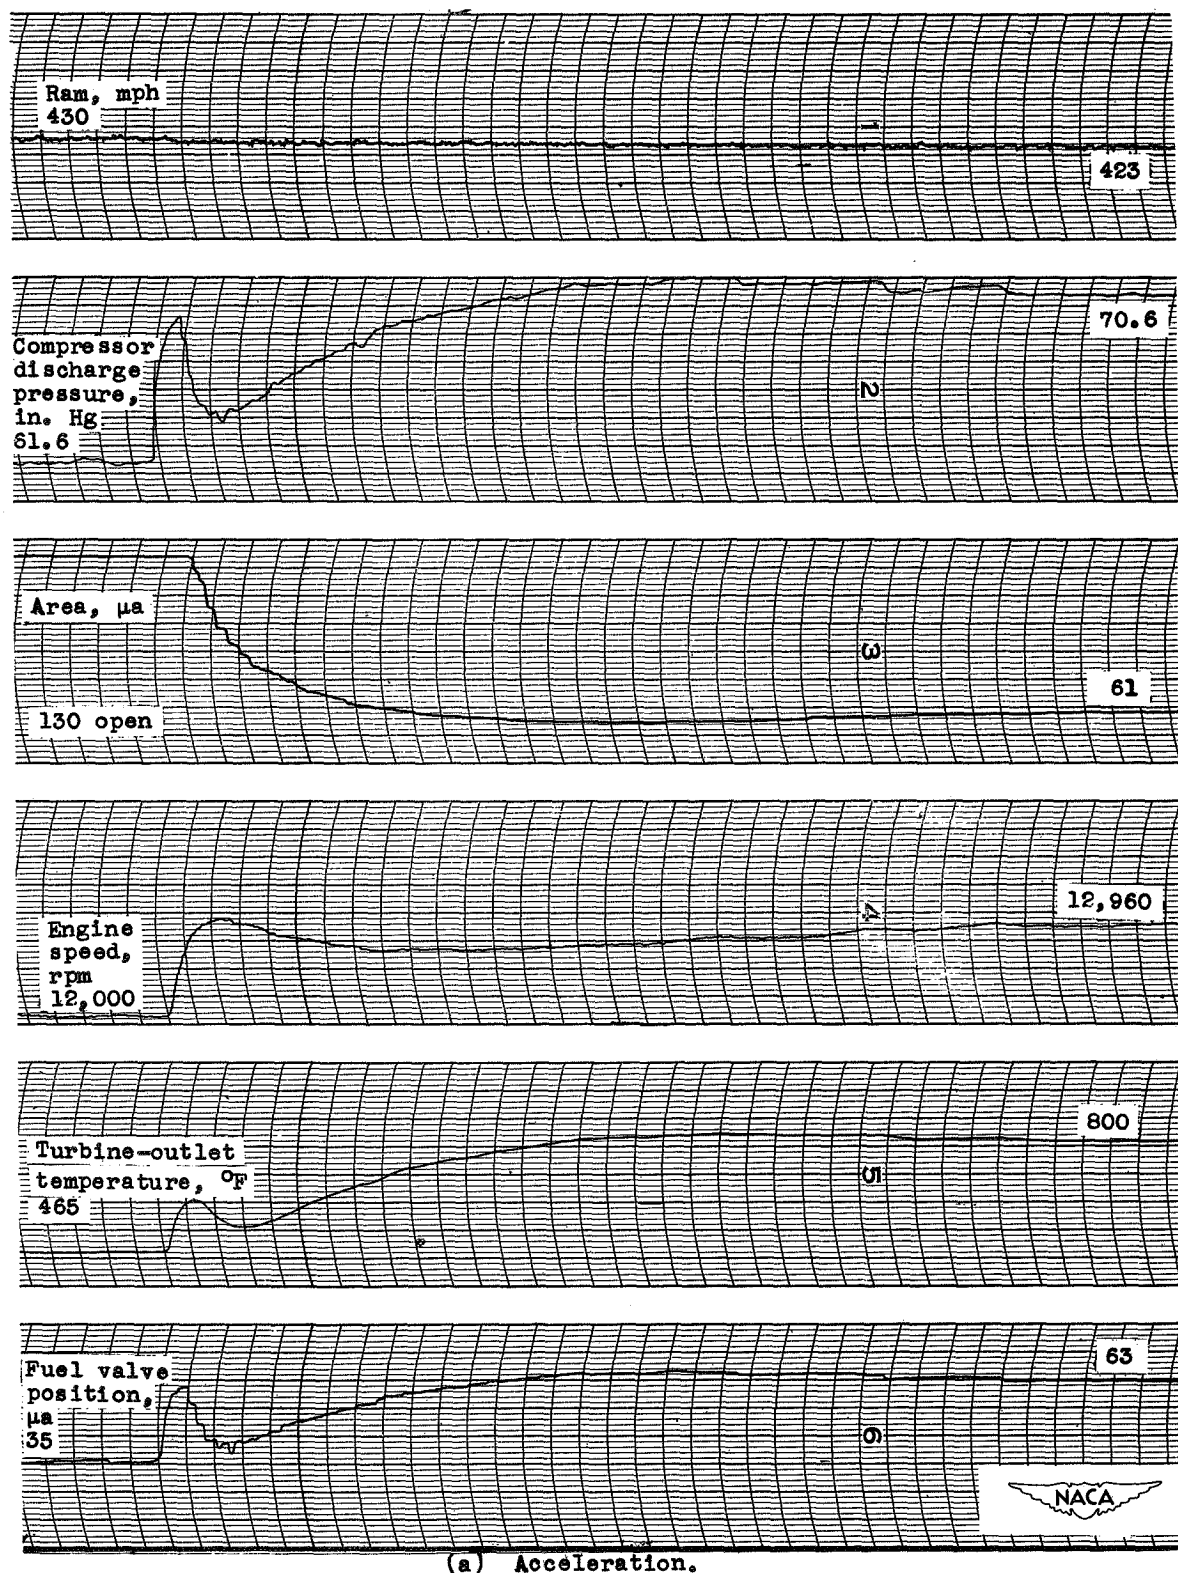 Ram, mph
430
1
423
Compressor
discharge
pressure,
in. Hg
61.6
70.6
2
Area, μa
130 open
3
61
Engine
speed,
rpm
12,000
4
12,960
Turbine-outlet
temperature, °F
465
5
800
Fuel valve
position,
μa
35
6
63
NACA
(a) Acceleration.